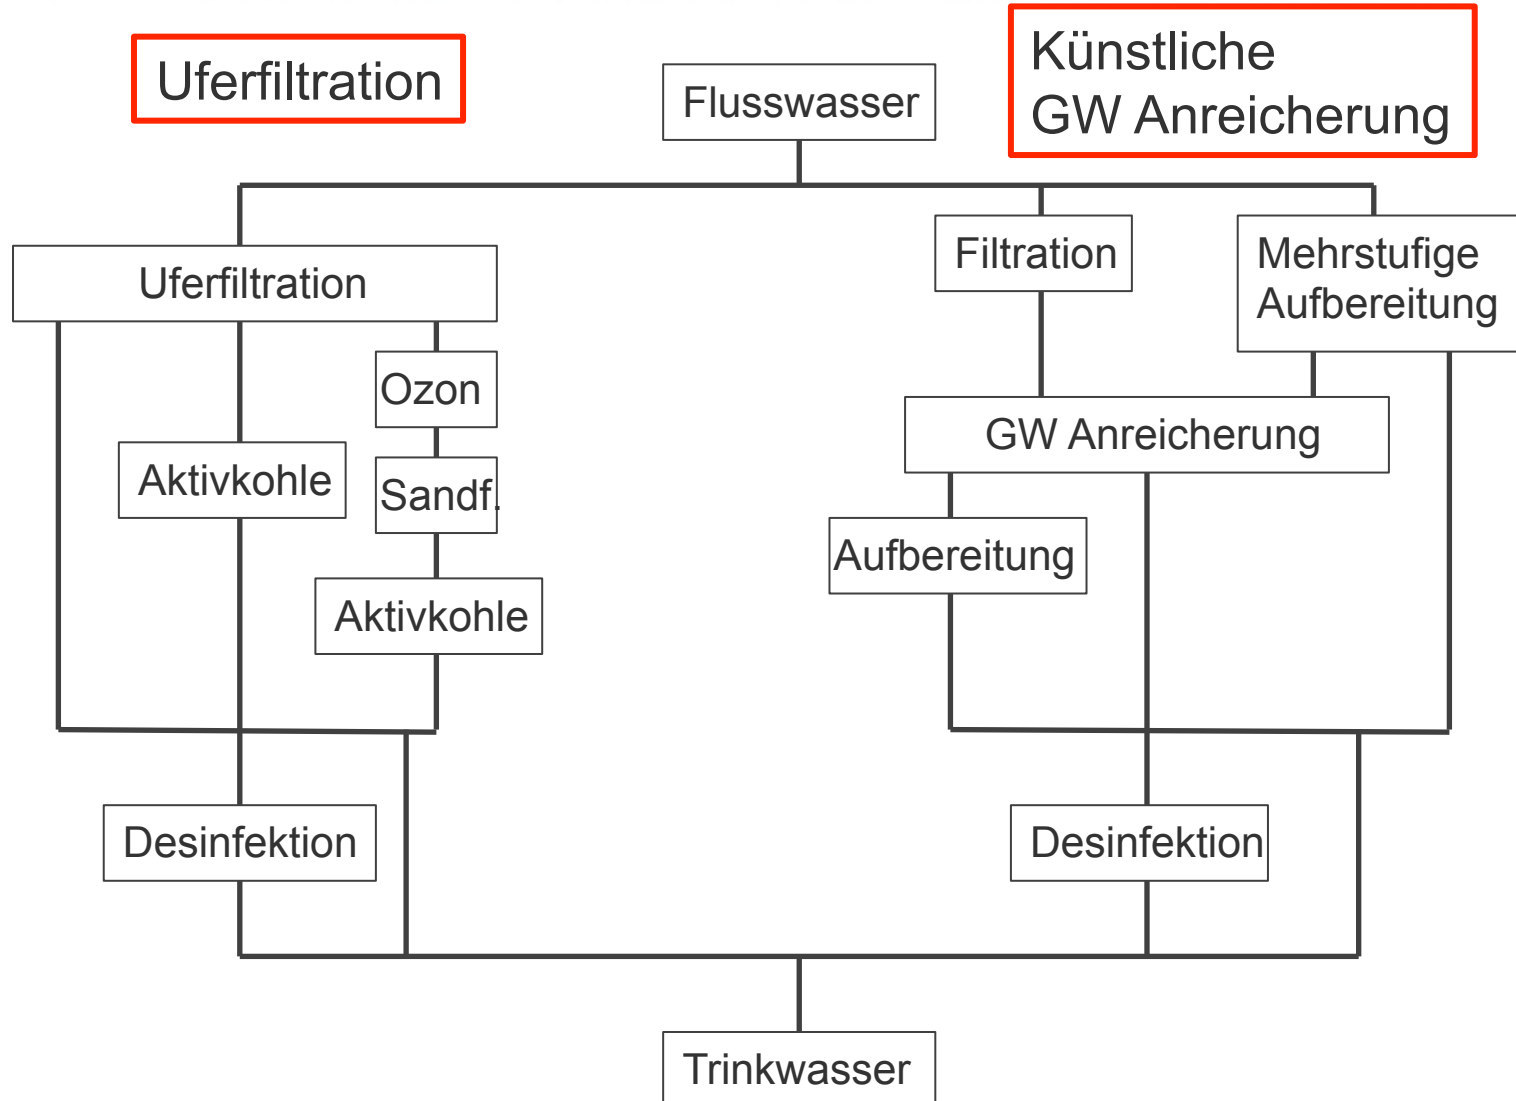 Uferfiltration
Künstliche
GW Anreicherung
Flusswasser
Uferfiltration
Filtration
Mehrstufige
Aufbereitung
Ozon
GW Anreicherung
Aktivkohle
Sandf.
Aufbereitung
Aktivkohle
Desinfektion
Desinfektion
Trinkwasser